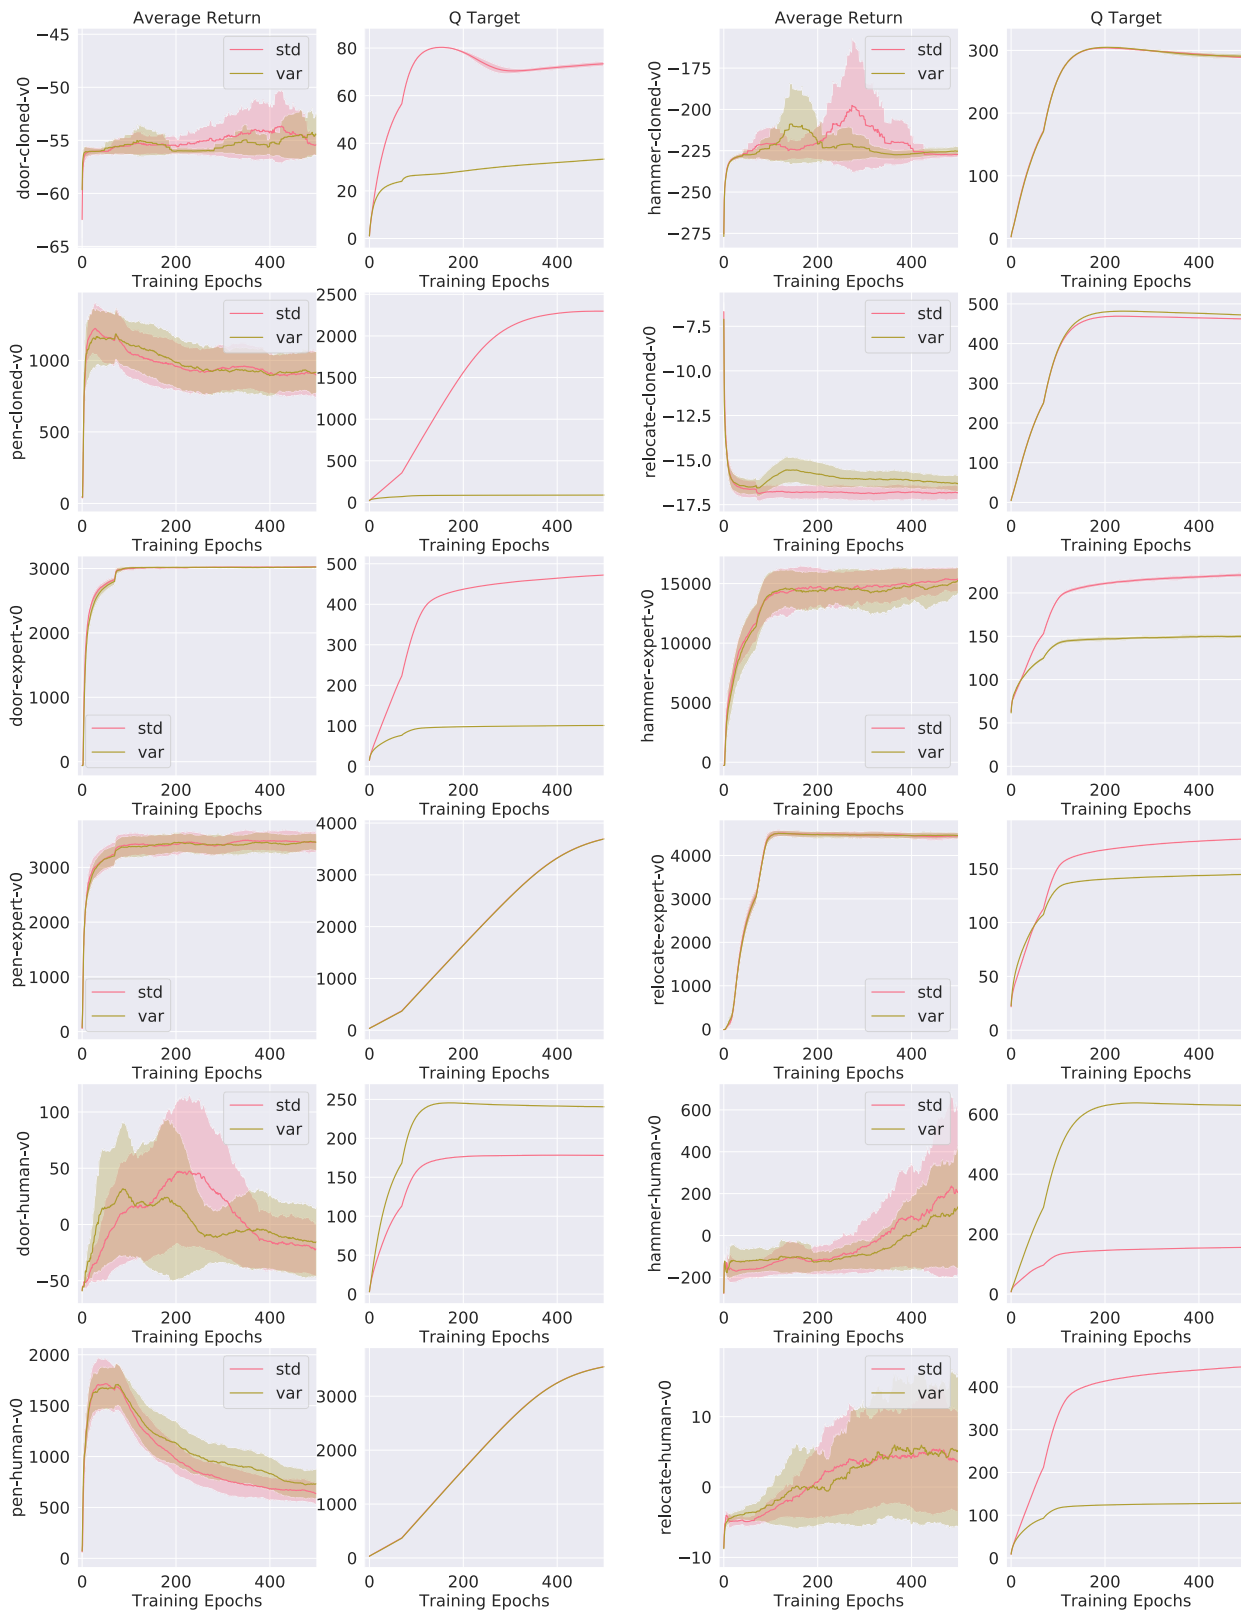 Average Return
Q Target
Average Return
Q Target
door-cloned-v0
−45
−50
−55
−60
−65
std
var
0
200
400
Training Epochs
80
60
40
20
0
0
200
400
Training Epochs
hammer-cloned-v0
−175
−200
−225
−250
−275
std
var
0
200
400
Training Epochs
300
200
100
0
0
200
400
Training Epochs
pen-cloned-v0
1000
500
0
std
var
0
200
400
Training Epochs
2500
2000
1500
1000
500
0
0
200
400
Training Epochs
relocate-cloned-v0
−7.5
−10.0
−12.5
−15.0
−17.5
std
var
0
200
400
Training Epochs
500
400
300
200
100
0
0
200
400
Training Epochs
door-expert-v0
3000
2000
1000
0
std
var
0
200
400
Training Epochs
500
400
300
200
100
0
0
200
400
Training Epochs
hammer-expert-v0
15000
10000
5000
0
std
var
0
200
400
Training Epochs
200
150
100
50
0
0
200
400
Training Epochs
pen-expert-v0
3000
2000
1000
0
std
var
0
200
400
Training Epochs
4000
3000
2000
1000
0
0
200
400
Training Epochs
relocate-expert-v0
4000
3000
2000
1000
0
std
var
0
200
400
Training Epochs
150
100
50
0
0
200
400
Training Epochs
door-human-v0
100
50
0
−50
std
var
0
200
400
Training Epochs
250
200
150
100
50
0
0
200
400
Training Epochs
hammer-human-v0
600
400
200
0
−200
std
var
0
200
400
Training Epochs
600
400
200
0
0
200
400
Training Epochs
pen-human-v0
2000
1500
1000
500
0
std
var
0
200
400
Training Epochs
3000
2000
1000
0
0
200
400
Training Epochs
relocate-human-v0
10
0
−10
std
var
0
200
400
Training Epochs
400
300
200
100
0
0
200
400
Training Epochs